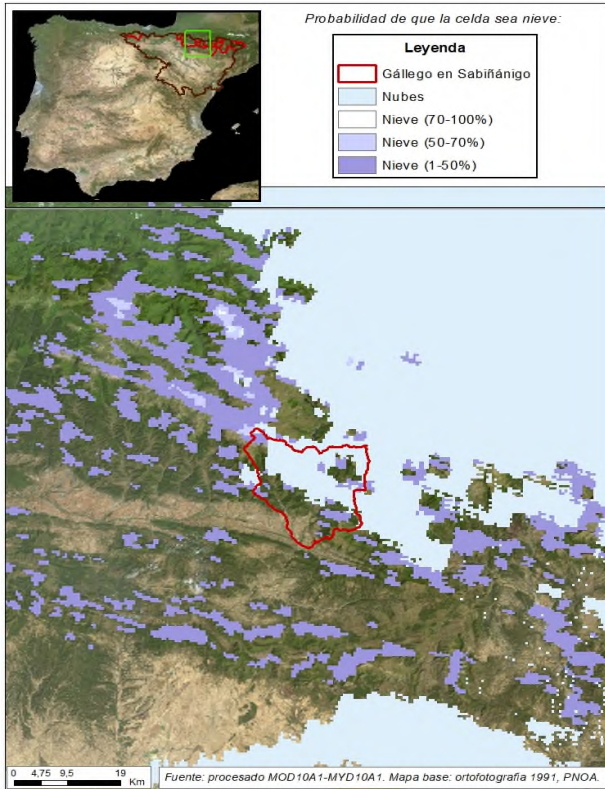 Probabilidad de que la celda sea nieve:
Leyenda
Gállego en Sabiñánigo
Nubes
Nieve (70-100%)
Nieve (50-70%)
Nieve (1-50%)
0 4,75 9,5 19
Km
Fuente: procesado MOD10A1-MYD10A1. Mapa base: ortofotografía 1991, PNOA.